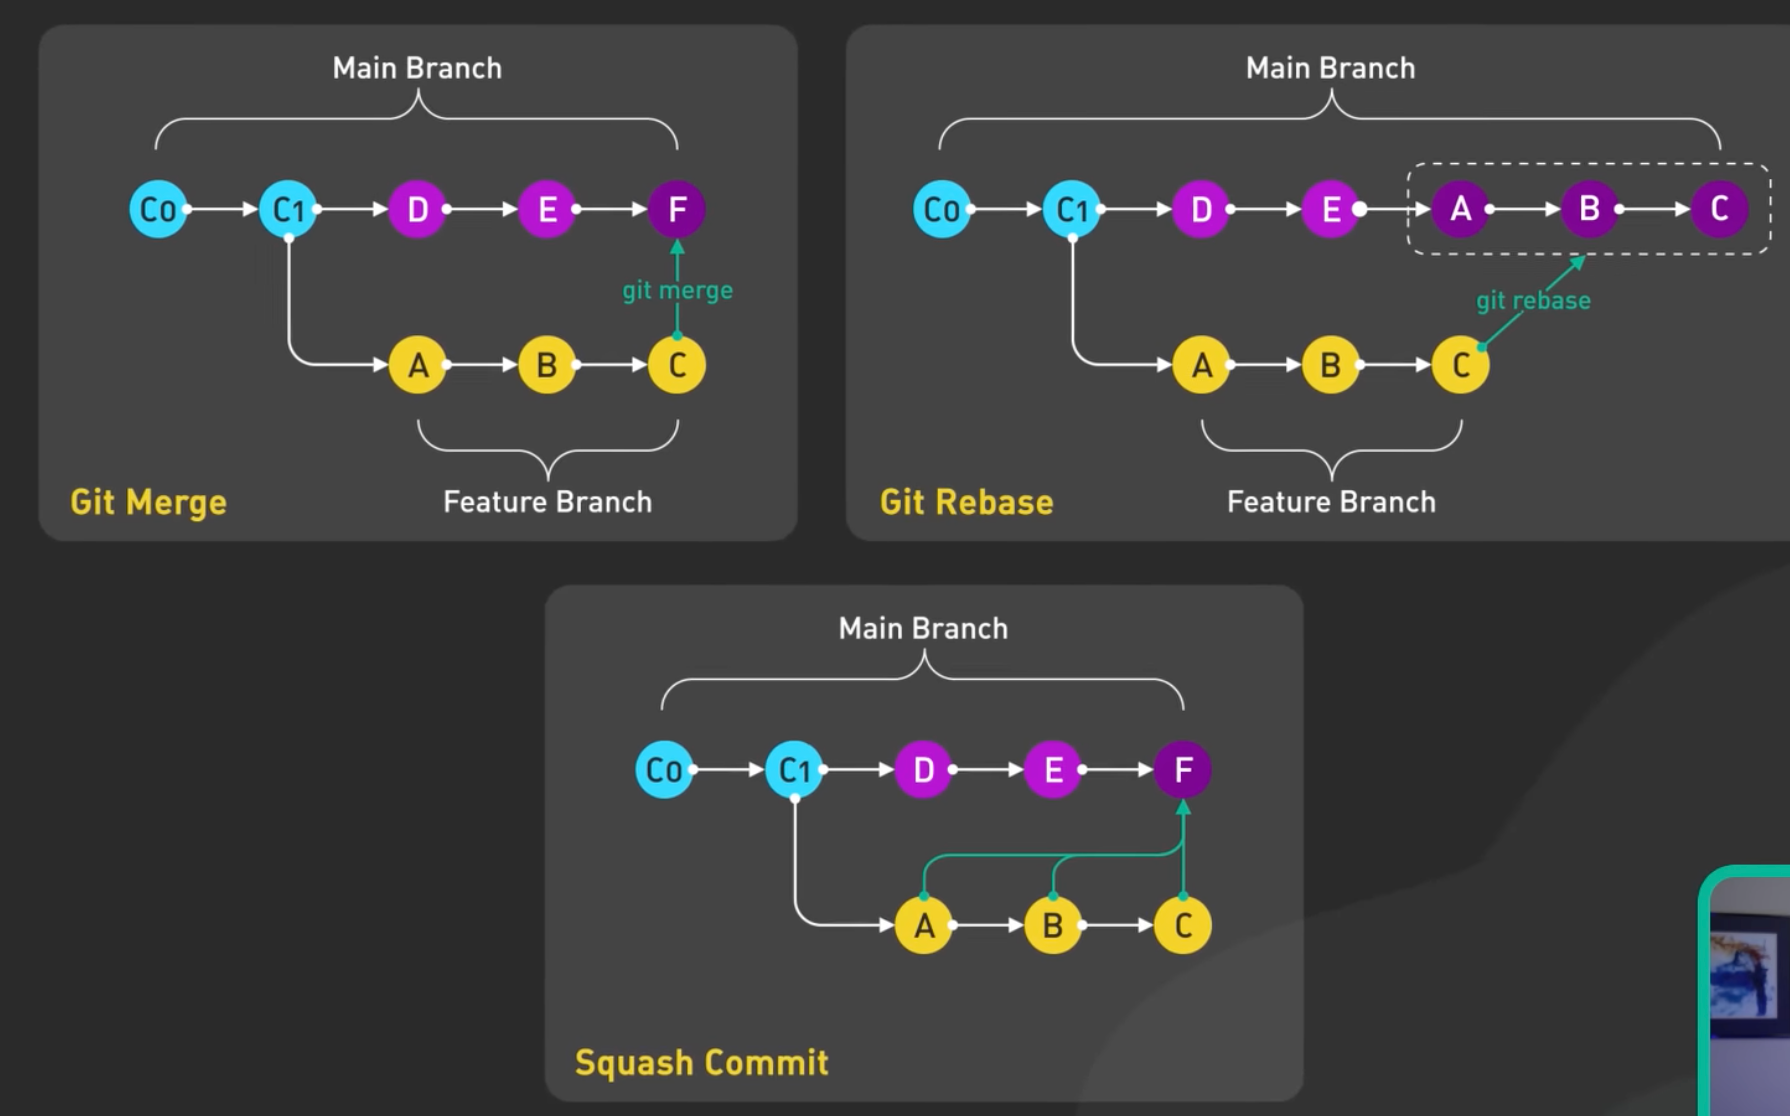 Main Branch
C0 C1 D E F
git merge
A B C
Feature Branch
Git Merge
Main Branch
C0 C1 D E A B C
git rebase
A B C
Feature Branch
Git Rebase
Main Branch
C0 C1 D E F
A B C
Squash Commit